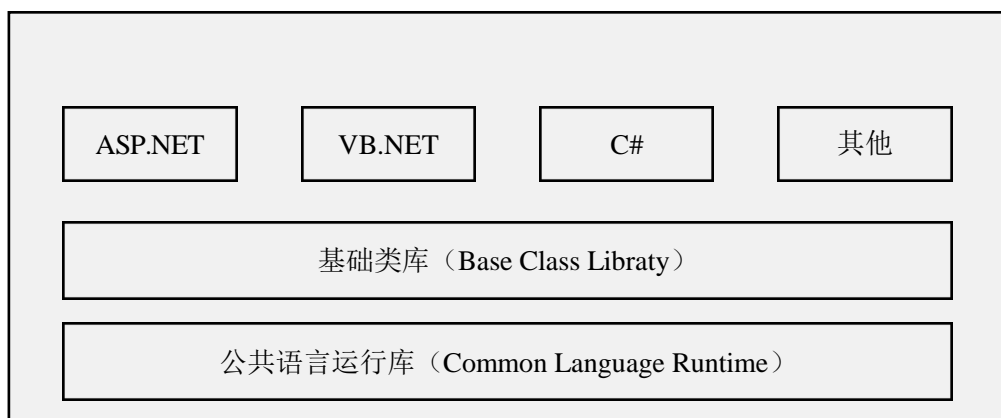 ASP.NET
VB.NET
C#
其他
基础类库（Base Class Libraty）
公共语言运行库（Common Language Runtime）